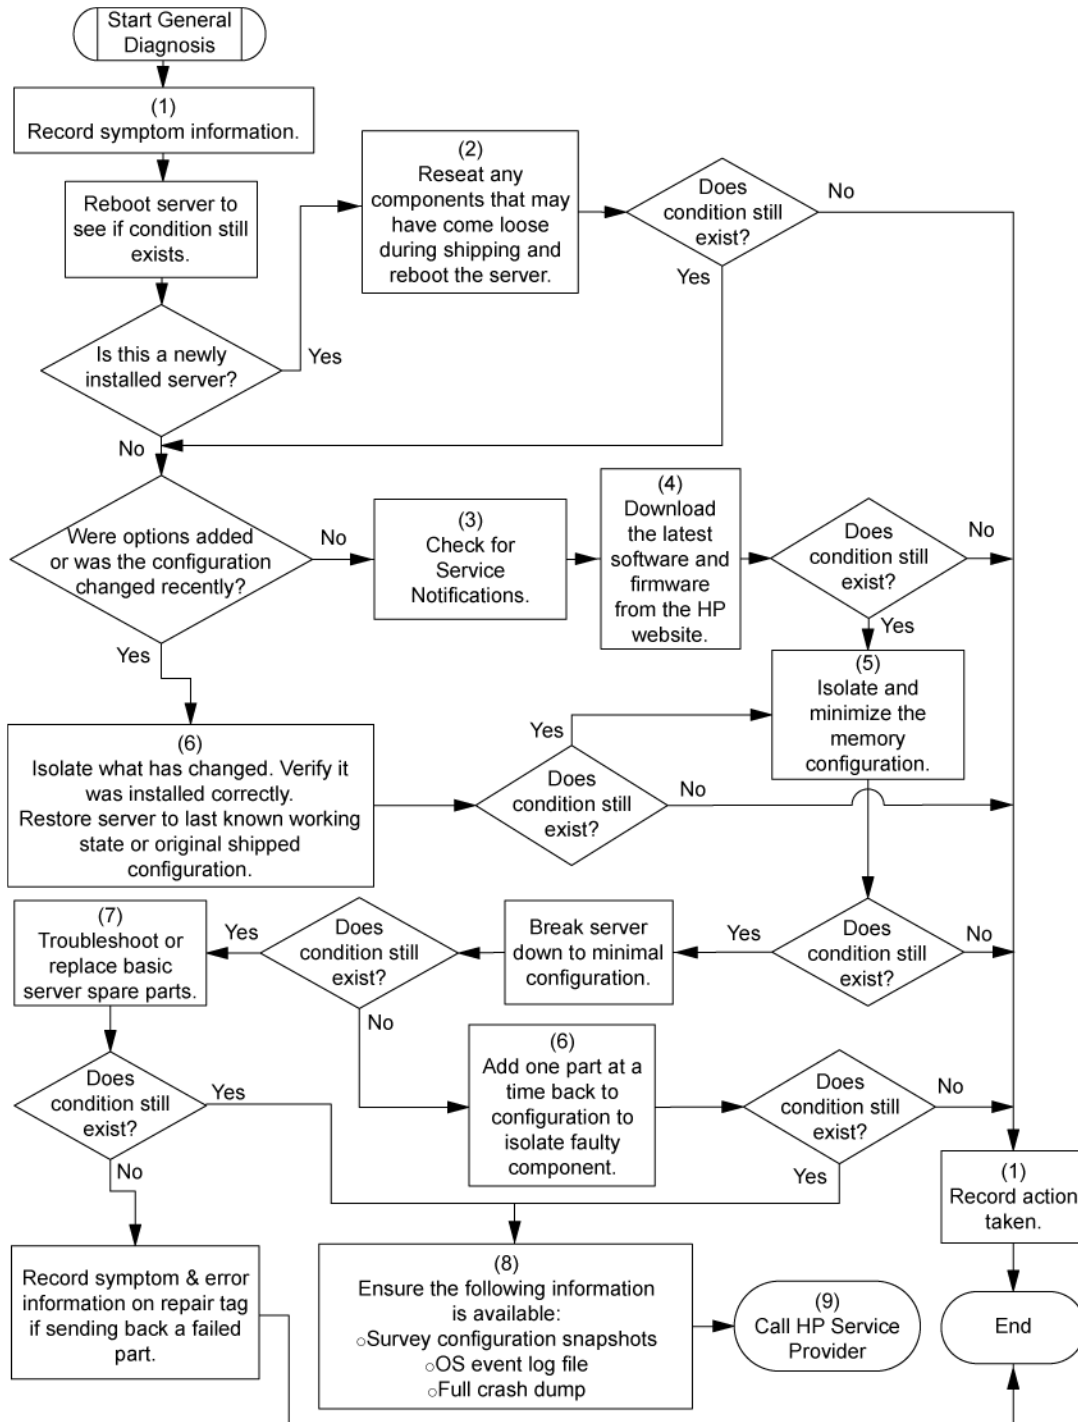 Start General
Diagnosis
(1)
Record symptom information.
Reboot server to
see if condition still
exists.
(2)
Reseat any
components that may
have come loose
during shipping and
reboot the server.
Does
condition still
exist?
No
Yes
Is this a newly
installed server?
Yes
No
Were options added
or was the configuration
changed recently?
No
(3)
Check for
Service
Notifications.
(4)
Download
the latest
software and
firmware
from the HP
website.
Does
condition still
exist?
No
Yes
Yes
(5)
Isolate and
minimize the
memory
configuration.
(6)
Isolate what has changed. Verify it
was installed correctly.
Restore server to last known working
state or original shipped
configuration.
Yes
Does
condition still
exist?
No
(7)
Troubleshoot or
replace basic
server spare parts.
Yes
Does
condition still
exist?
No
Break server
down to minimal
configuration.
Yes
Does
condition still
exist?
No
Does
condition still
exist?
Yes
No
(6)
Add one part at a
time back to
configuration to
isolate faulty
component.
Does
condition still
exist?
No
Yes
(1)
Record action
taken.
Record symptom & error
information on repair tag
if sending back a failed
part.
(8)
Ensure the following information
is available:
○Survey configuration snapshots
○OS event log file
○Full crash dump
(9)
Call HP Service
Provider
End